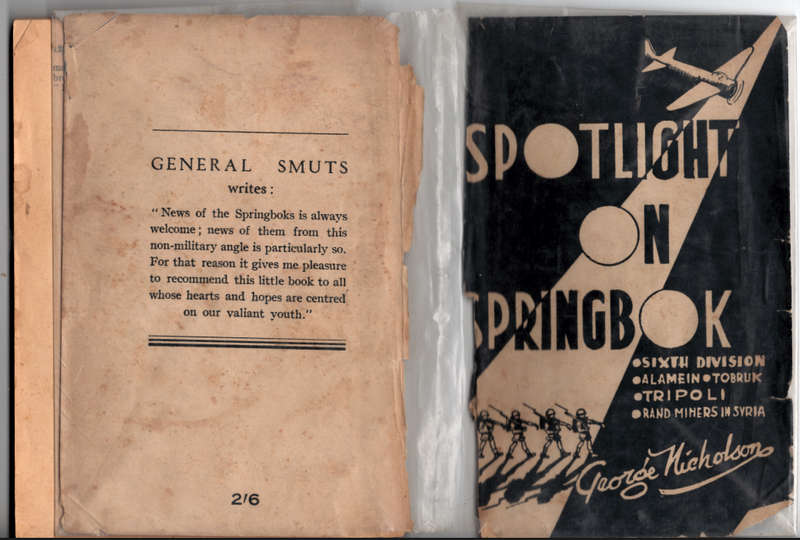 GENERAL SMUTS
writes:
"News of the Springboks is always
welcome; news of them from this
non-military angle is particularly so.
For that reason it gives me pleasure
to recommend this little book to all
whose hearts and hopes are centred
on our valiant youth."
2/6
SPOTLIGHT
ON
SPRINGBOK
•SIXTH DIVISION
•ALAMEIN •TOBRUK
•TRIPOLI
•RAND MINERS IN SYRIA
George Nicholson